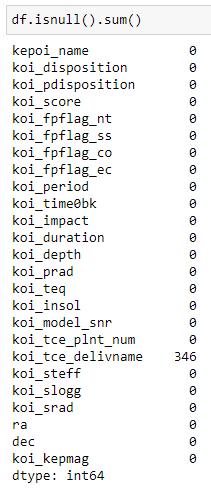 df.isnull().sum()
kepoi_name 0
koi_disposition 0
koi_pdisposition 0
koi_score 0
koi_fpflag_nt 0
koi_fpflag_ss 0
koi_fpflag_co 0
koi_fpflag_ec 0
koi_period 0
koi_time0bk 0
koi_impact 0
koi_duration 0
koi_depth 0
koi_prad 0
koi_teq 0
koi_insol 0
koi_model_snr 0
koi_tce_plnt_num 0
koi_tce_delivname 346
koi_steff 0
koi_slogg 0
koi_srad 0
ra 0
dec 0
koi_kepmag 0
dtype: int64